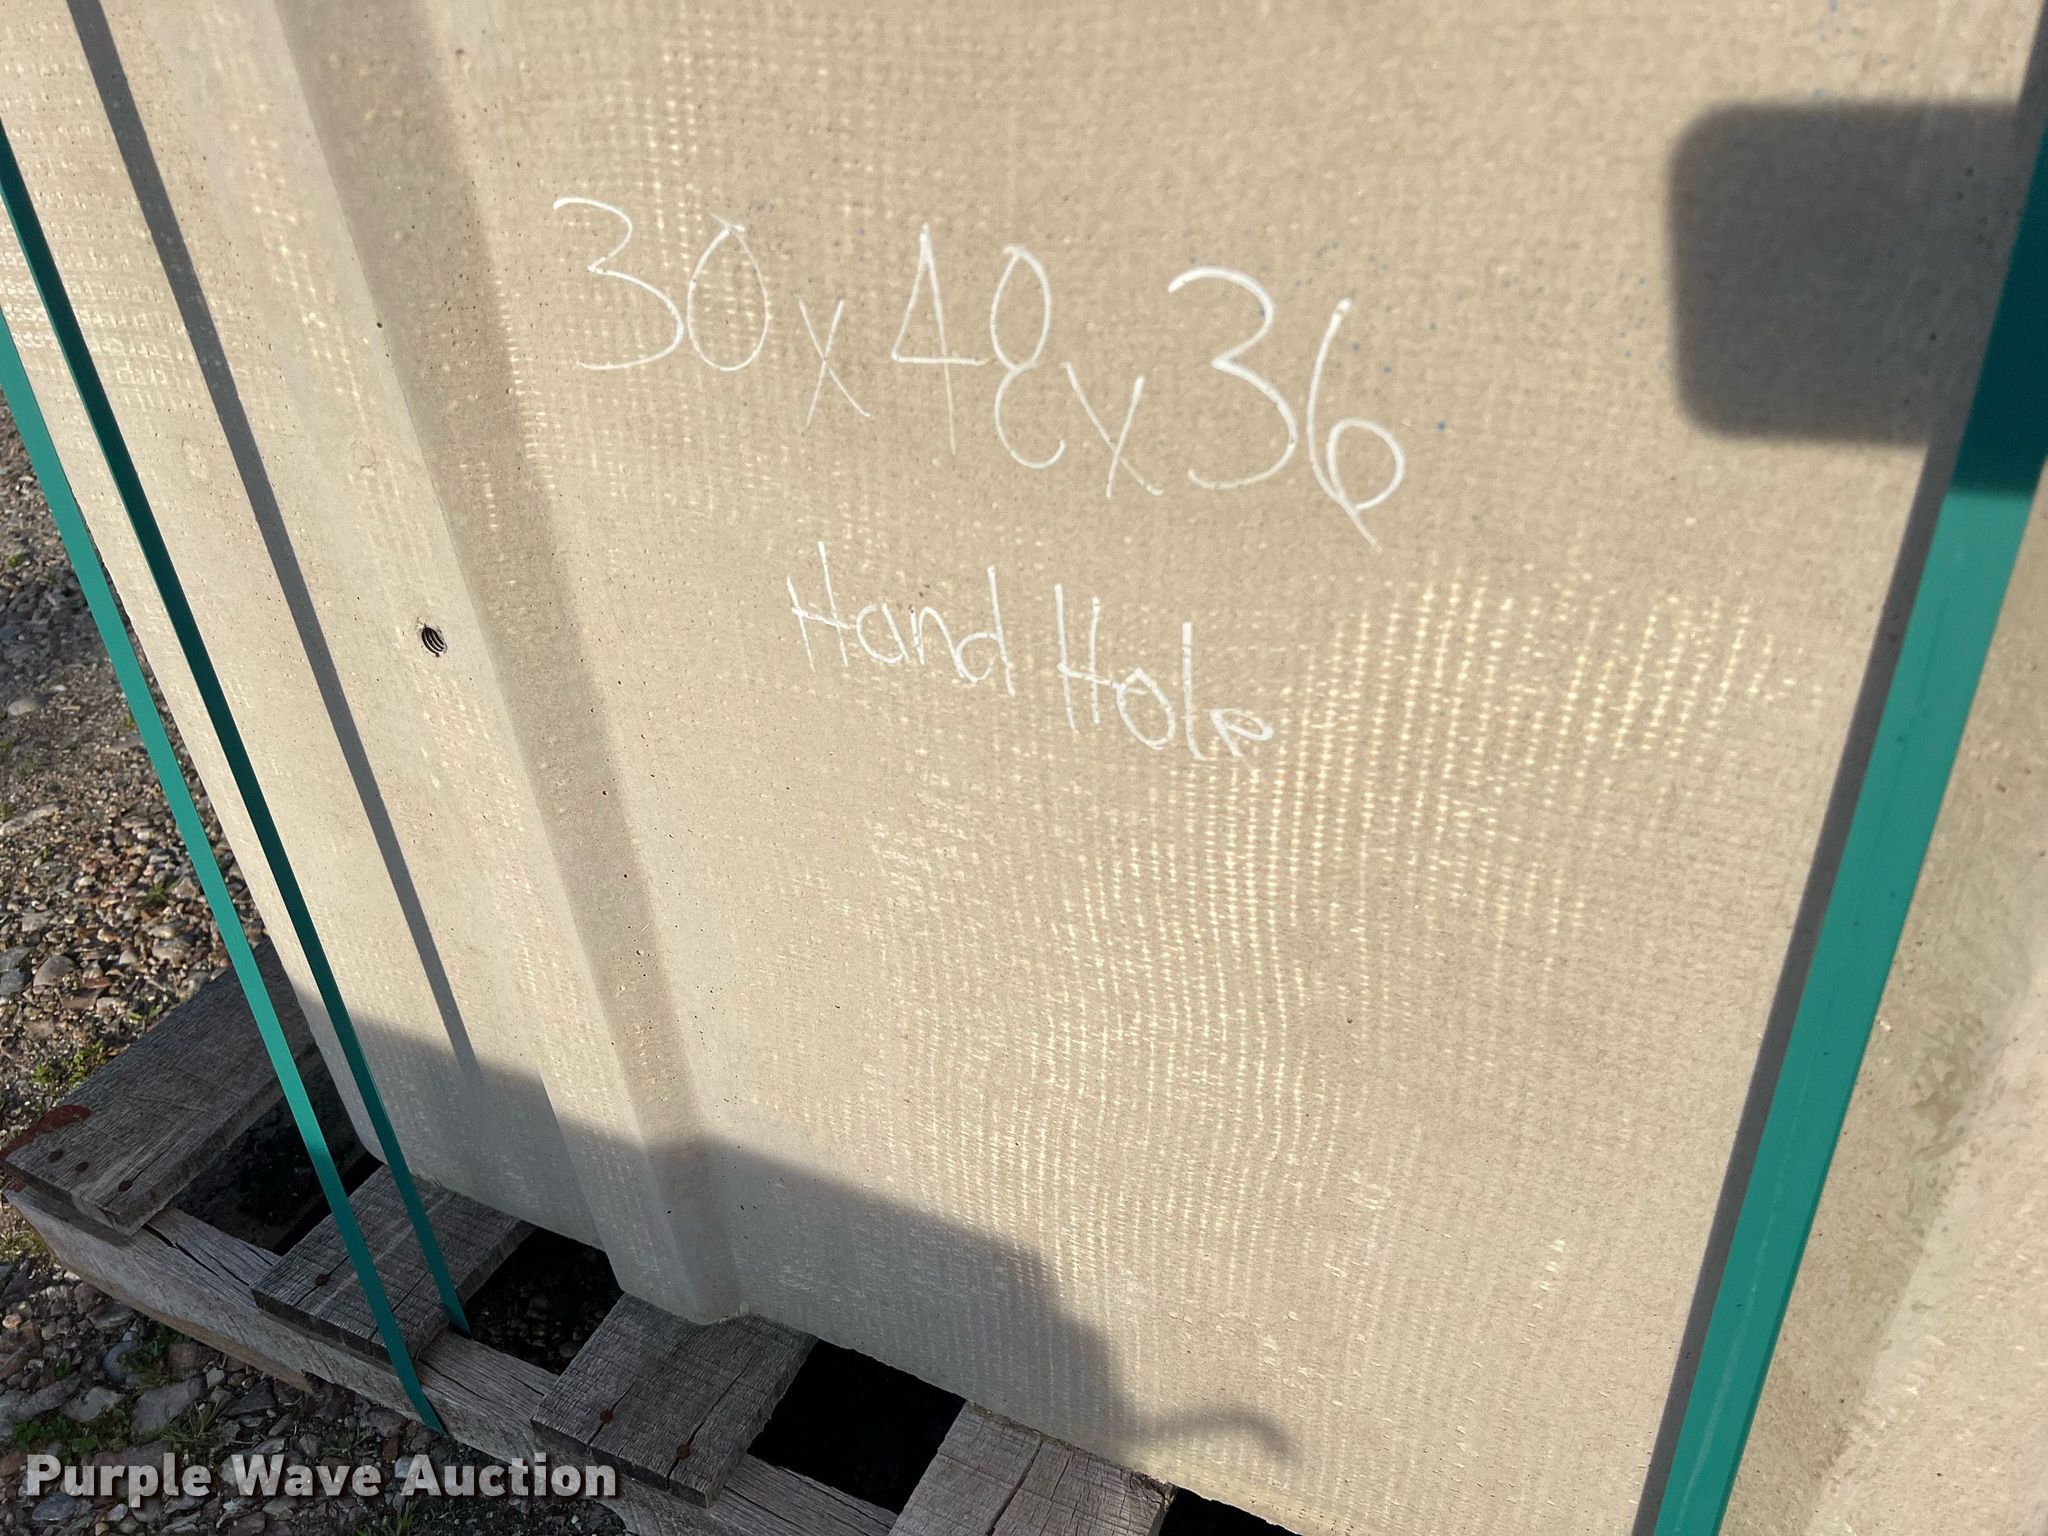 30x48x36
Hand Hole
Purple Wave Auction